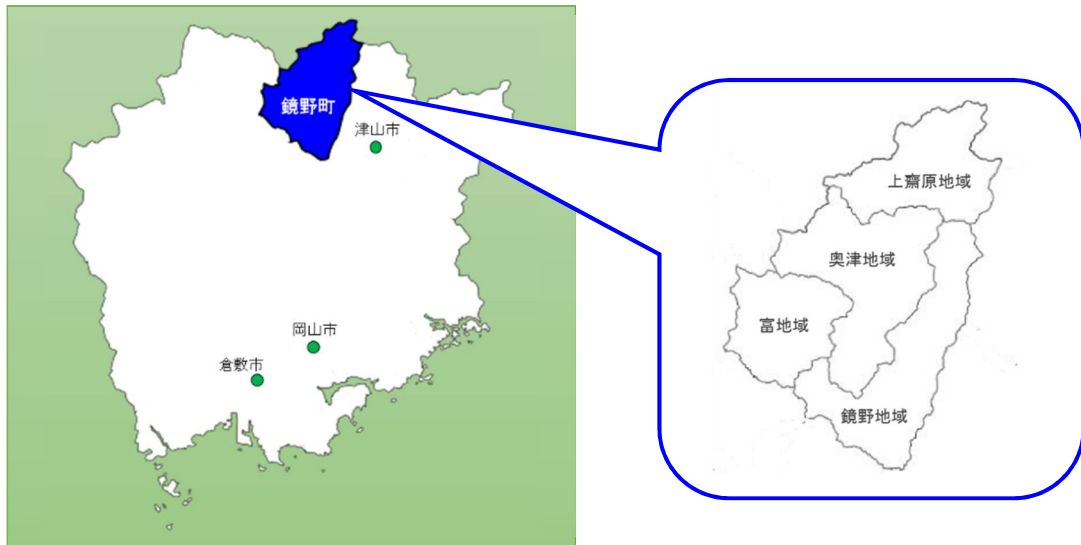 鏡野町
津山市
岡山市
倉敷市
上齋原地域
奥津地域
富地域
鏡野地域